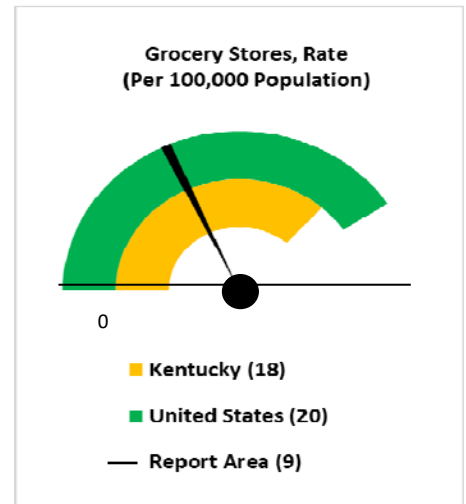 Grocery Stores, Rate
(Per 100,000 Population)
0
Kentucky (18)
United States (20)
Report Area (9)